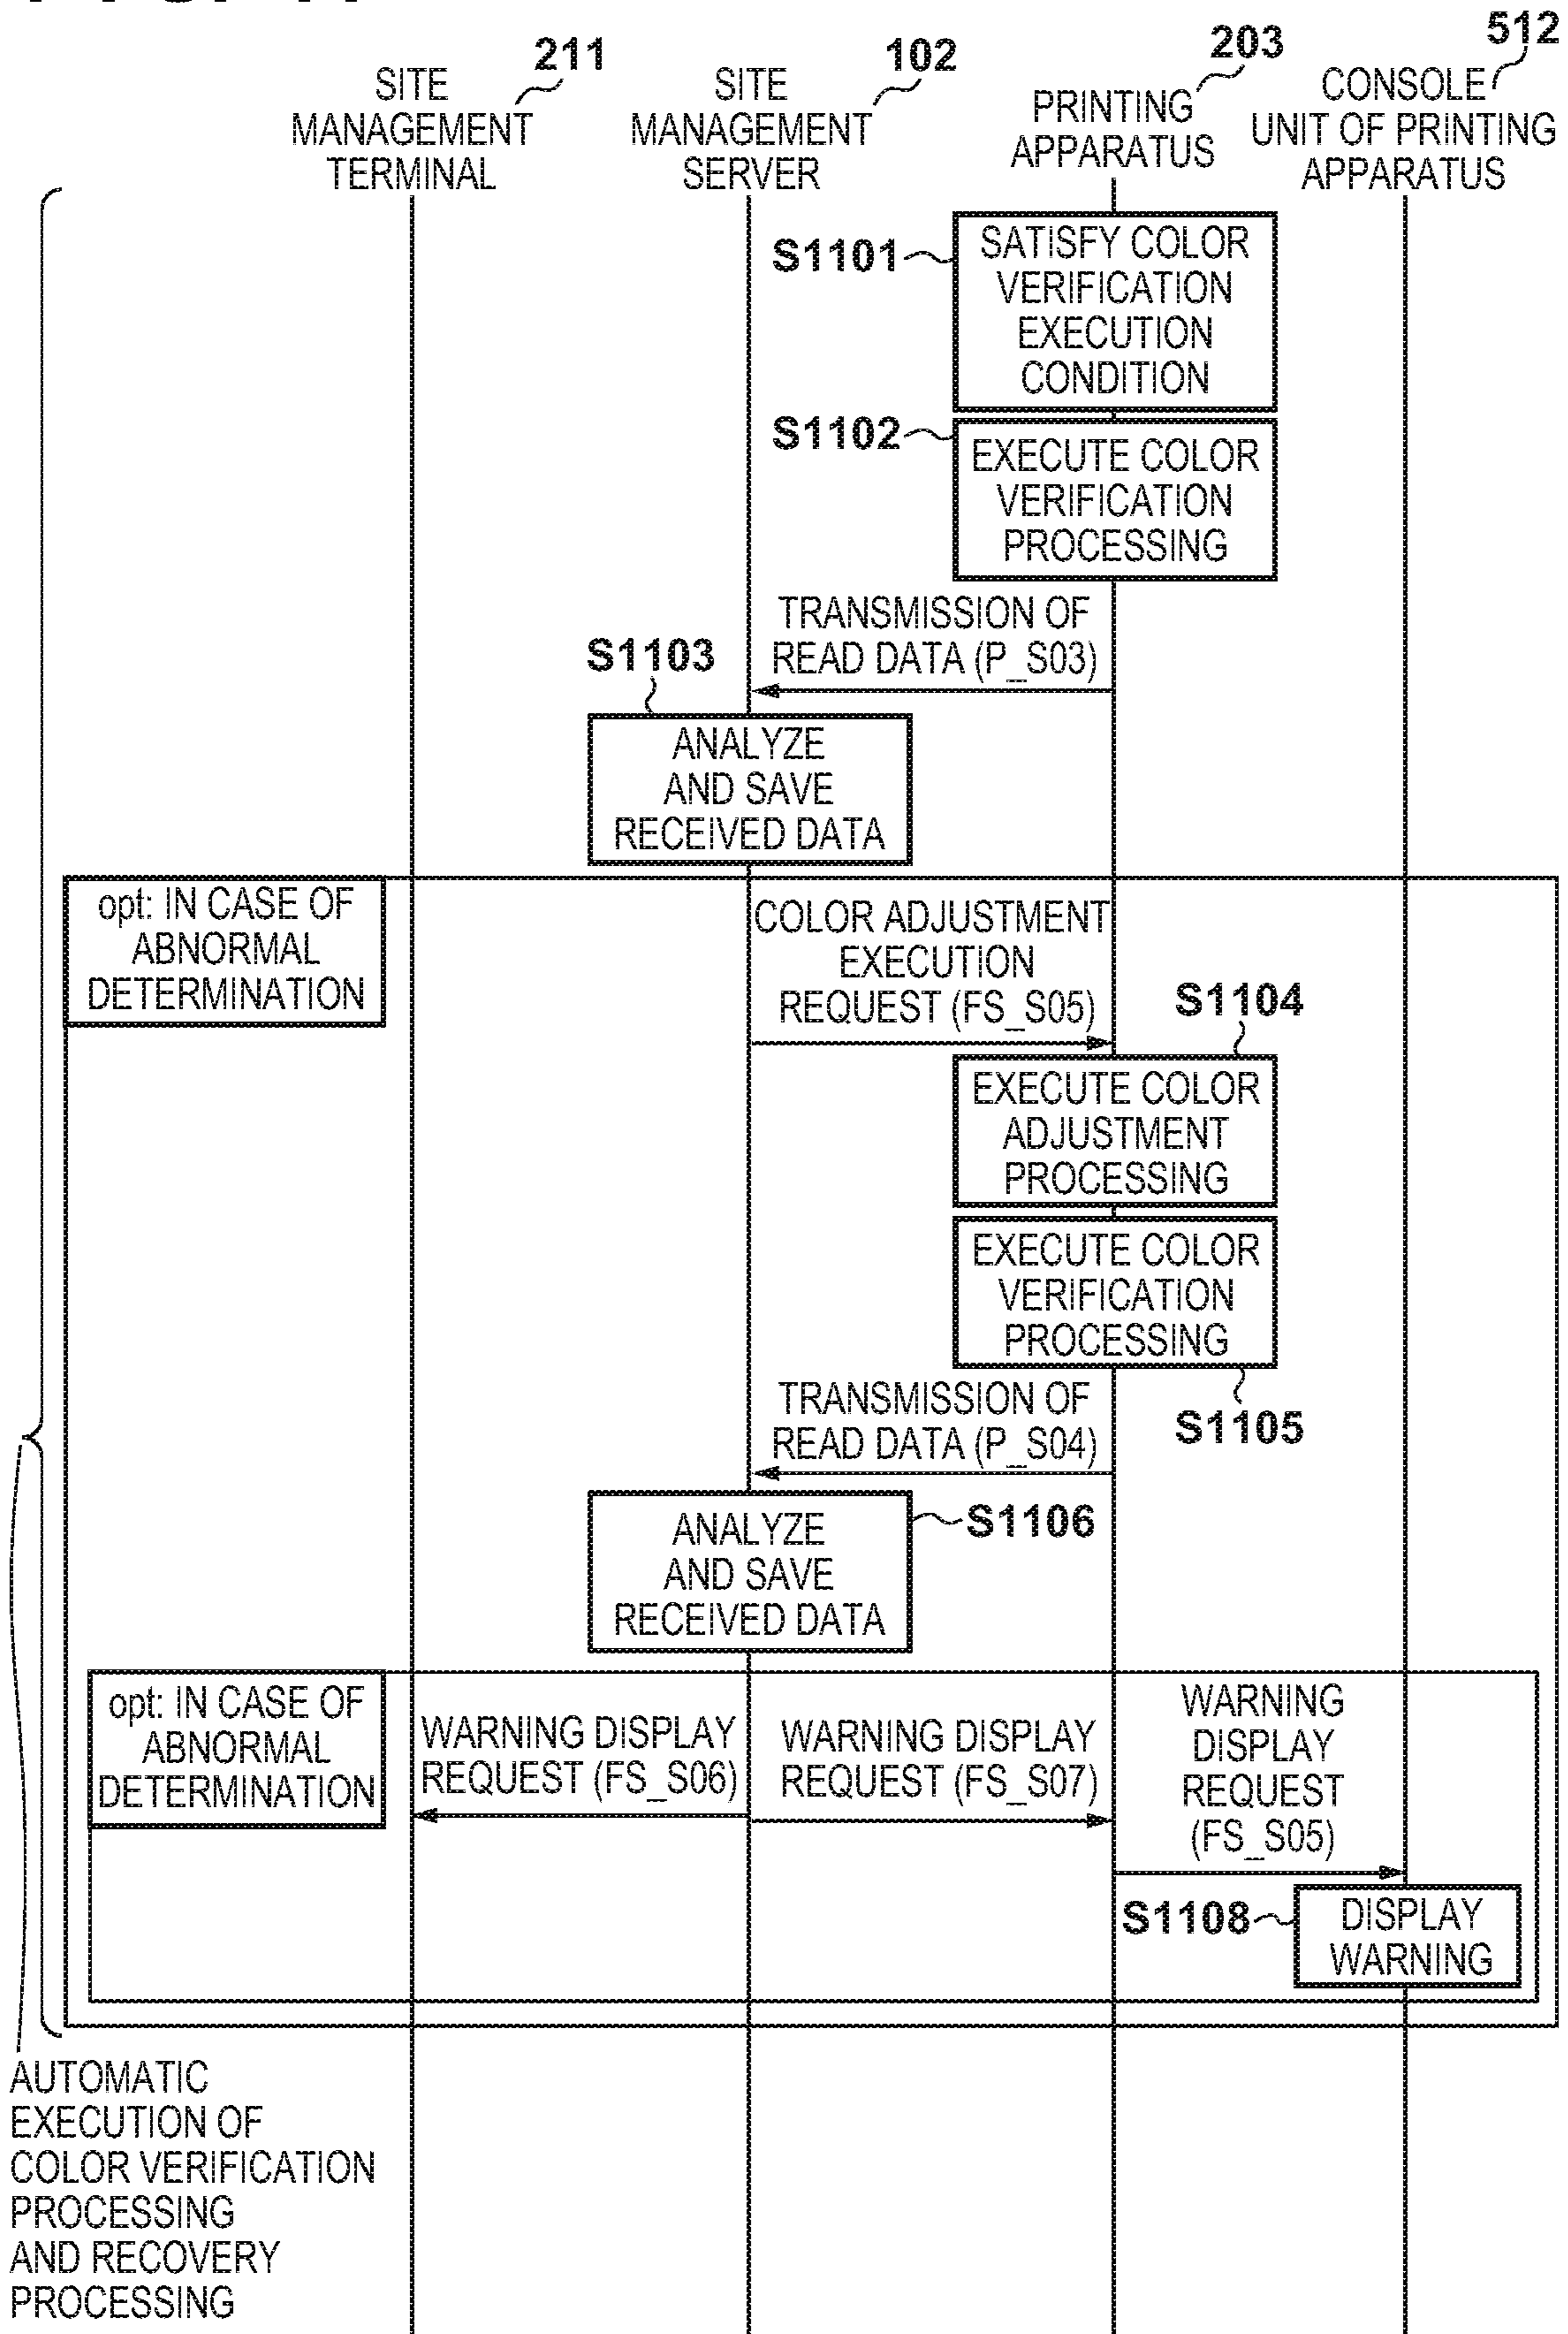 211
SITE
MANAGEMENT
TERMINAL
102
SITE
MANAGEMENT
SERVER
203
PRINTING
APPARATUS
512
CONSOLE
UNIT OF PRINTING
APPARATUS
S1101
SATISFY COLOR
VERIFICATION
EXECUTION
CONDITION
S1102
EXECUTE COLOR
VERIFICATION
PROCESSING
TRANSMISSION OF
READ DATA (P_S03)
S1103
ANALYZE
AND SAVE
RECEIVED DATA
opt: IN CASE OF
ABNORMAL
DETERMINATION
COLOR ADJUSTMENT
EXECUTION
REQUEST (FS_S05)
S1104
EXECUTE COLOR
ADJUSTMENT
PROCESSING
EXECUTE COLOR
VERIFICATION
PROCESSING
S1105
TRANSMISSION OF
READ DATA (P_S04)
S1106
ANALYZE
AND SAVE
RECEIVED DATA
opt: IN CASE OF
ABNORMAL
DETERMINATION
WARNING DISPLAY
REQUEST (FS_S06)
WARNING DISPLAY
REQUEST (FS_S07)
WARNING
DISPLAY
REQUEST
(FS_S05)
S1108
DISPLAY
WARNING
AUTOMATIC
EXECUTION OF
COLOR VERIFICATION
PROCESSING
AND RECOVERY
PROCESSING